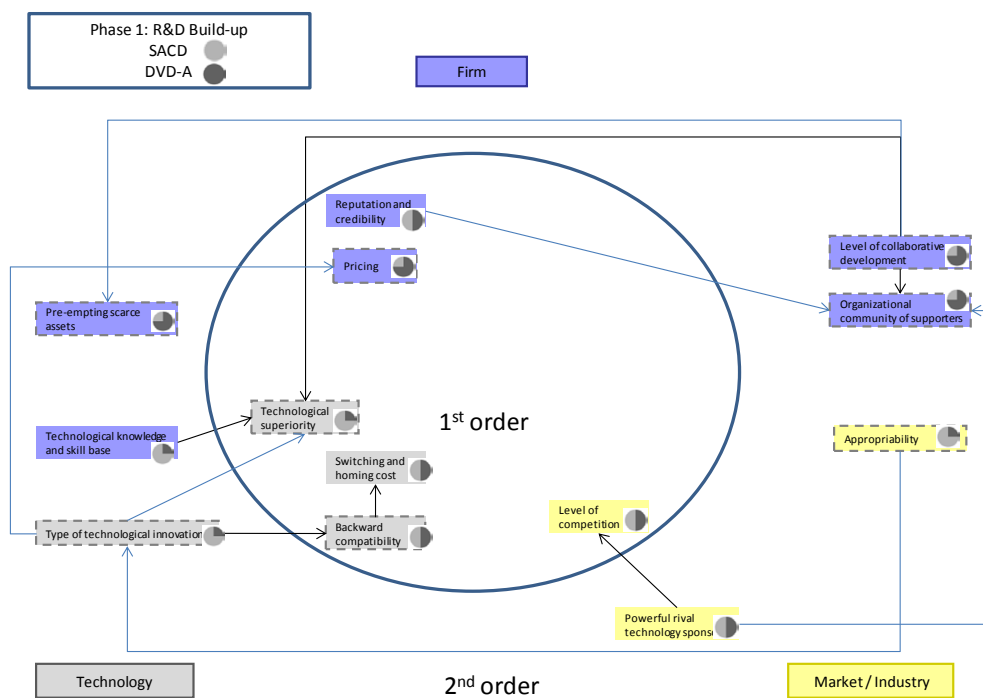 Phase 1: R&D Build-up
SACD
DVD-A
Firm
Reputation and
credibility
Pricing
Level of collaborative
development
Organizational
community of supporters
Pre-empting scarce
assets
Technological
superiority
1st order
Technological knowledge
and skill base
Appropriability
Switching and
homing cost
Type of technological innovation
Backward
compatibility
Level of
competition
Powerful rival
technology spons
Technology
2nd order
Market / Industry